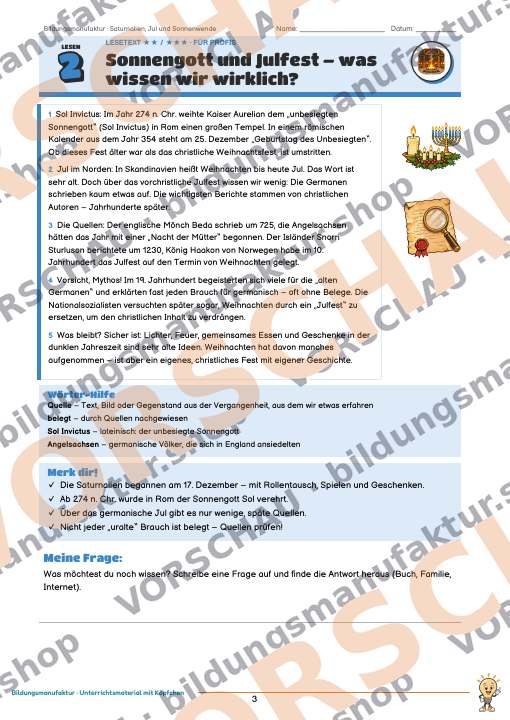 Bildungsmanufaktur · Saturnalien, Jul und Sonnenwende Name: Datum:
LESEN
2
LESETEXT ★★ / ★★★ · FÜR PROFIS
Sonnengott und Julfest – was
wissen wir wirklich?
1 Sol Invictus: Im Jahr 274 n. Chr. weihte Kaiser Aurelian dem „unbesiegten
Sonnengott“ (Sol Invictus) in Rom einen großen Tempel. In einem römischen
Kalender aus dem Jahr 354 steht am 25. Dezember „Geburtstag des Unbesiegten“.
Ob dieses Fest älter war als das christliche Weihnachtsfest, ist umstritten.
2 Jul im Norden: In Skandinavien heißt Weihnachten bis heute Jul. Das Wort ist
sehr alt. Doch über das vorchristliche Julfest wissen wir wenig: Die Germanen
schrieben kaum etwas auf. Die wichtigsten Berichte stammen von christlichen
Autoren – Jahrhunderte später.
3 Die Quellen: Der englische Mönch Beda schrieb um 725, die Angelsachsen
hätten das Jahr mit einer „Nacht der Mütter“ begonnen. Der Isländer Snorri
Sturluson berichtete um 1230, König Haakon von Norwegen habe im 10.
Jahrhundert das Julfest auf den Termin von Weihnachten gelegt.
4 Vorsicht, Mythos! Im 19. Jahrhundert begeisterten sich viele für die „alten
Germanen“ und erklärten fast jeden Brauch für germanisch – oft ohne Belege. Die
Nationalsozialisten versuchten später sogar, Weihnachten durch ein „Julfest“ zu
ersetzen, um den christlichen Inhalt zu verdrängen.
5 Was bleibt? Sicher ist: Lichter, Feuer, gemeinsames Essen und Geschenke in der
dunklen Jahreszeit sind sehr alte Ideen. Weihnachten hat davon manches
aufgenommen – ist aber ein eigenes, christliches Fest mit eigener Geschichte.
Wörter-Hilfe
Quelle – Text, Bild oder Gegenstand aus der Vergangenheit, aus dem wir etwas erfahren
belegt – durch Quellen nachgewiesen
Sol Invictus – lateinisch: der unbesiegte Sonnengott
Angelsachsen – germanische Völker, die sich in England ansiedelten
Merk dir!
✓ Die Saturnalien begannen am 17. Dezember – mit Rollentausch, Spielen und Geschenken.
✓ Ab 274 n. Chr. wurde in Rom der Sonnengott Sol verehrt.
✓ Über das germanische Jul gibt es nur wenige, späte Quellen.
✓ Nicht jeder „uralte“ Brauch ist belegt – Quellen prüfen!
Meine Frage:
Was möchtest du noch wissen? Schreibe eine Frage auf und finde die Antwort heraus (Buch, Familie,
Internet).
Bildungsmanufaktur · Unterrichtsmaterial mit Köpfchen
3
VORSCHAU · bildungsmanufaktur.shop